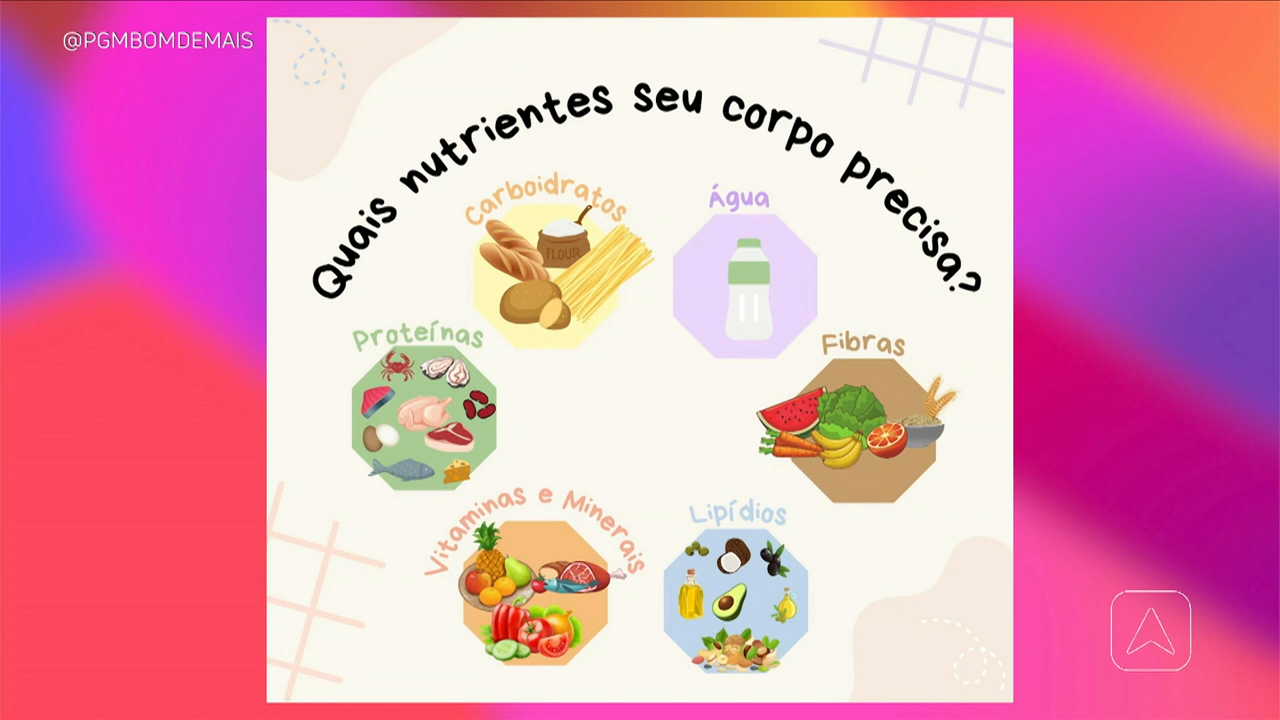 @PGMBOMDEMAIS
Quais nutrientes seu corpo precisa?
Carboidratos
FLOUR
Água
Proteínas
Fibras
Vitaminas e Minerais
Lipídios